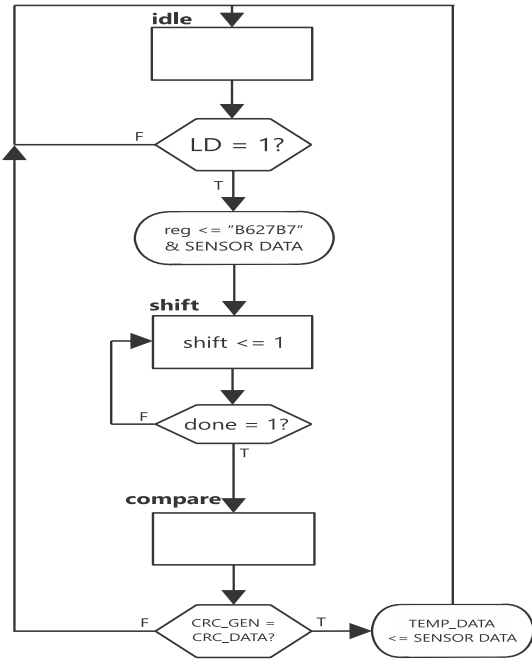 idle
F
LD = 1?
T
reg <= “B627B7”
& SENSOR DATA
shift
shift <= 1
F
done = 1?
T
compare
F
CRC_GEN =
CRC_DATA?
T
TEMP_DATA
<= SENSOR DATA